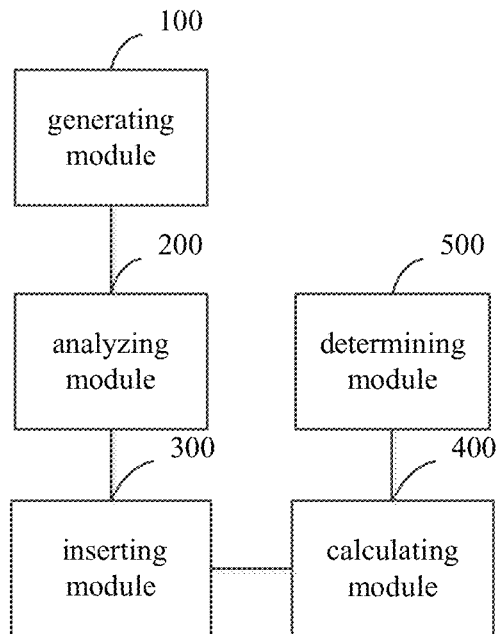 100
generating
module
200
500
analyzing
module
determining
module
300
400
inserting
module
calculating
module